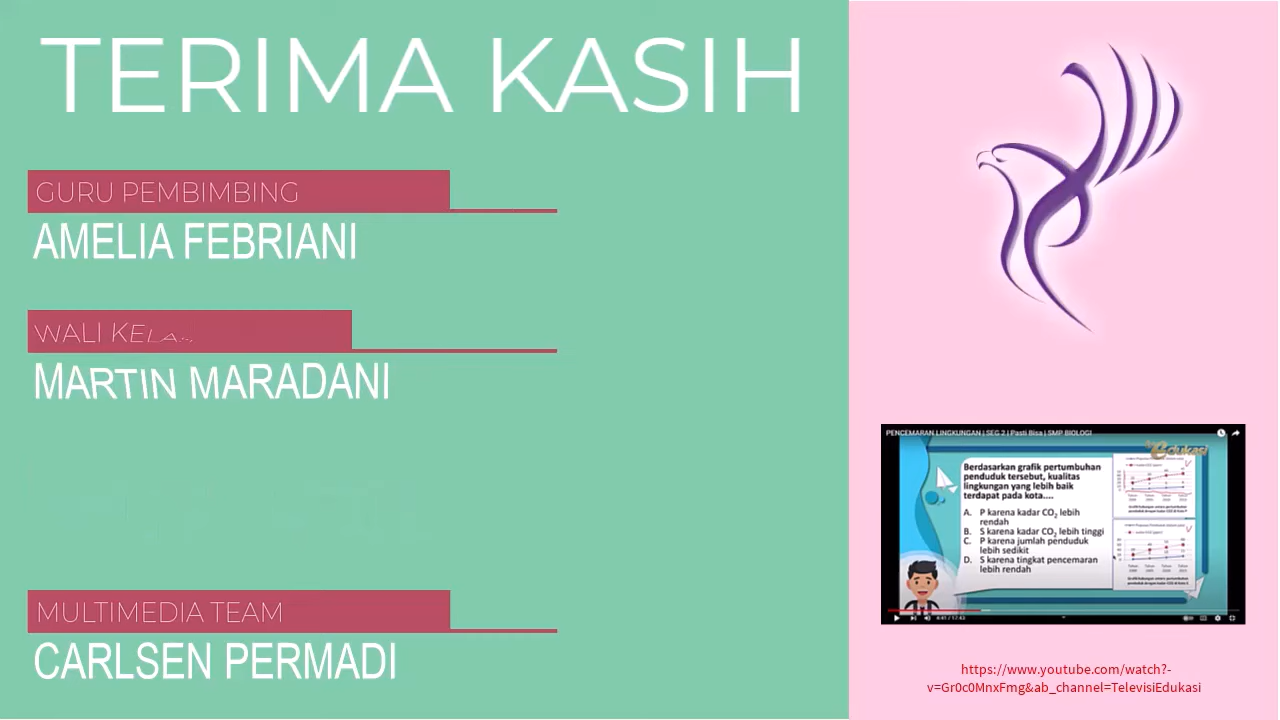 TERIMA KASIH
GURU PEMBIMBING
AMELIA FEBRIANI
WALI
MARTIN MARADANI
MULTIMEDIA TEAM
CARLSEN PERMADI
PENCEMARAN LINGKUNGAN | SEG 2 | Pasti Bisa | SMP BIOLOGI
edukasi
Berdasarkan grafik pertumbuhan
penduduk tersebut, kualitas
lingkungan yang lebih baik
terdapat pada kota....
A. P karena kadar CO₂ lebih
rendah
B. S karena kadar CO₂ lebih tinggi
C. P karena jumlah penduduk
lebih sedikit
D. S karena tingkat pencemaran
lebih rendah
https://www.youtube.com/watch?-
v=Gr0c0MnxFmg&ab_channel=TelevisiEdukasi